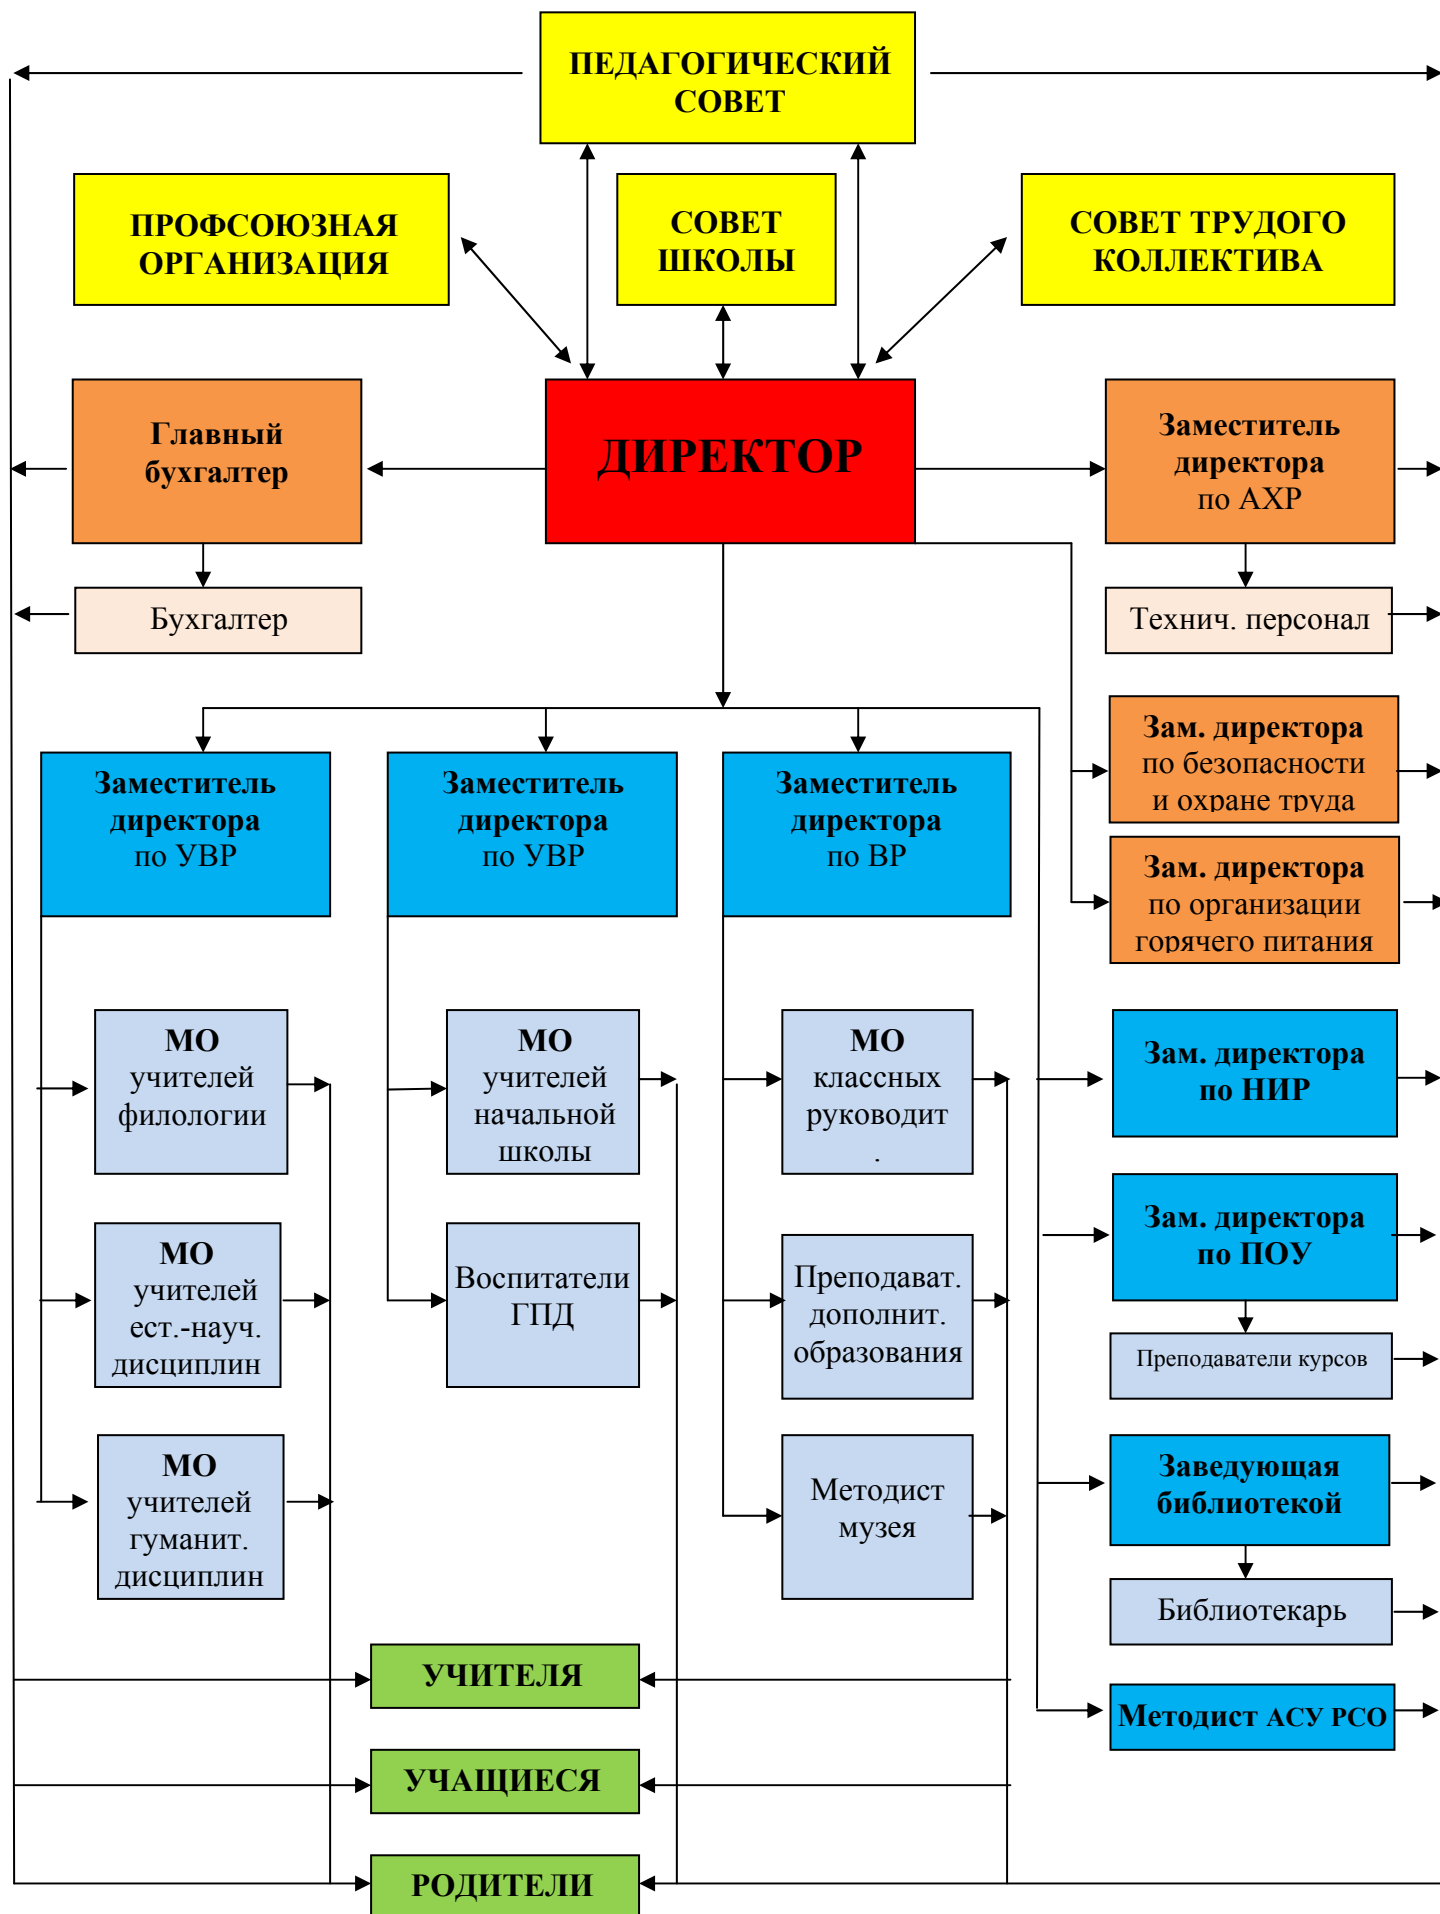 ПЕДАГОГИЧЕСКИЙ
СОВЕТ
ПРОФСОЮЗНАЯ
ОРГАНИЗАЦИЯ
СОВЕТ
ШКОЛЫ
СОВЕТ ТРУДОГО
КОЛЛЕКТИВА
Главный
бухгалтер
ДИРЕКТОР
Заместитель
директора
по АХР
Бухгалтер
Технич. персонал
Зам. директора
по безопасности
и охране труда
Заместитель
директора
по УВР
Заместитель
директора
по УВР
Заместитель
директора
по ВР
Зам. директора
по организации
горячего питания
МО
учителей
филологии
МО
учителей
начальной
школы
МО
классных
руководит
.
Зам. директора
по НИР
МО
учителей
ест.-науч.
дисциплин
Воспитатели
ГПД
Преподават.
дополнит.
образования
Зам. директора
по ПОУ
Преподаватели курсов
МО
учителей
гуманит.
дисциплин
Методист
музея
Заведующая
библиотекой
Библиотекарь
УЧИТЕЛЯ
Методист АСУ РСО
УЧАЩИЕСЯ
РОДИТЕЛИ